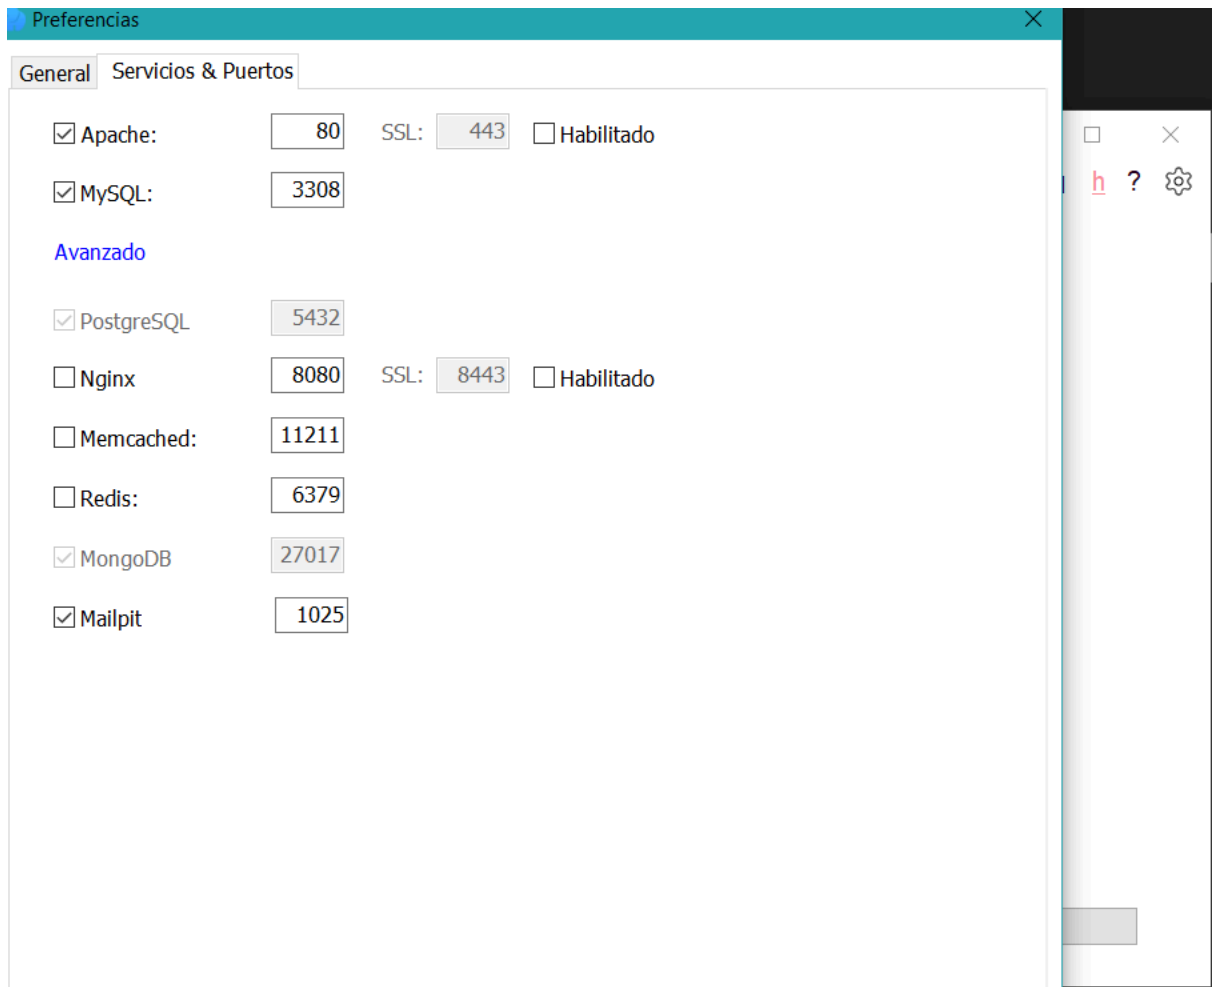 Preferencias
General Servicios & Puertos
Apache: 80 SSL: 443 Habilitado
MySQL: 3308
h ?
Avanzado
PostgreSQL 5432
Nginx 8080 SSL: 8443 Habilitado
Memcached: 11211
Redis: 6379
MongoDB 27017
Mailpit 1025